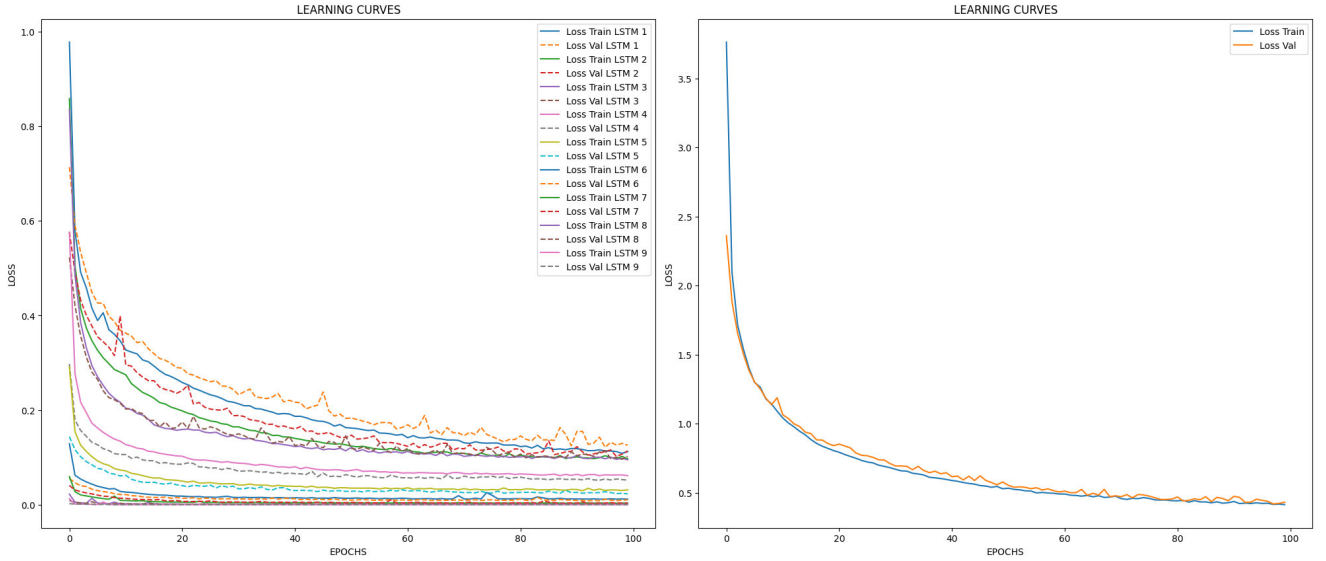 LEARNING CURVES
1.0
0.8
0.6
0.4
0.2
0.0
LOSS
0
20
40
60
80
100
EPOCHS
Loss Train LSTM 1
Loss Val LSTM 1
Loss Train LSTM 2
Loss Val LSTM 2
Loss Train LSTM 3
Loss Val LSTM 3
Loss Train LSTM 4
Loss Val LSTM 4
Loss Train LSTM 5
Loss Val LSTM 5
Loss Train LSTM 6
Loss Val LSTM 6
Loss Train LSTM 7
Loss Val LSTM 7
Loss Train LSTM 8
Loss Val LSTM 8
Loss Train LSTM 9
Loss Val LSTM 9
LEARNING CURVES
3.5
3.0
2.5
2.0
1.5
1.0
0.5
LOSS
0
20
40
60
80
100
EPOCHS
Loss Train
Loss Val